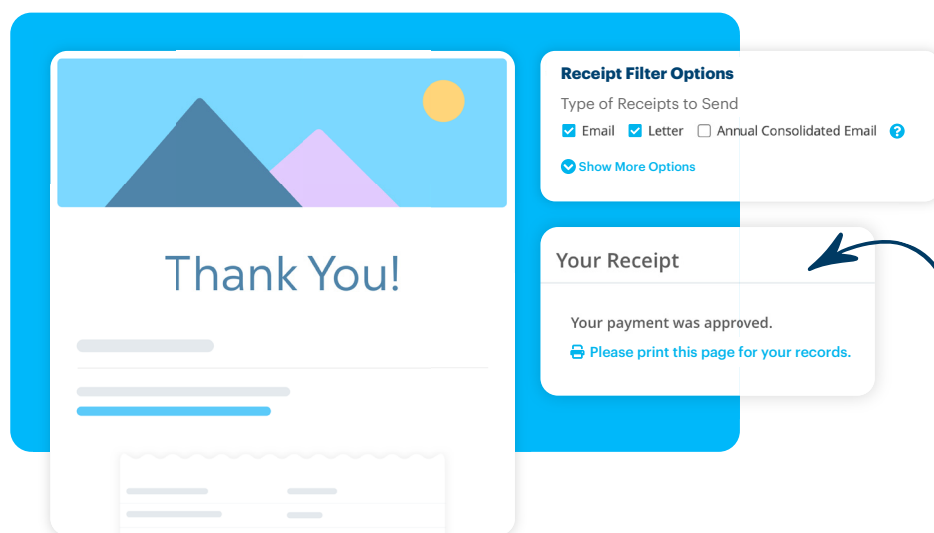 Thank You!
Receipt Filter Options
Type of Receipts to Send
Email Letter Annual Consolidated Email ?
Show More Options
Your Receipt
Your payment was approved.
Please print this page for your records.